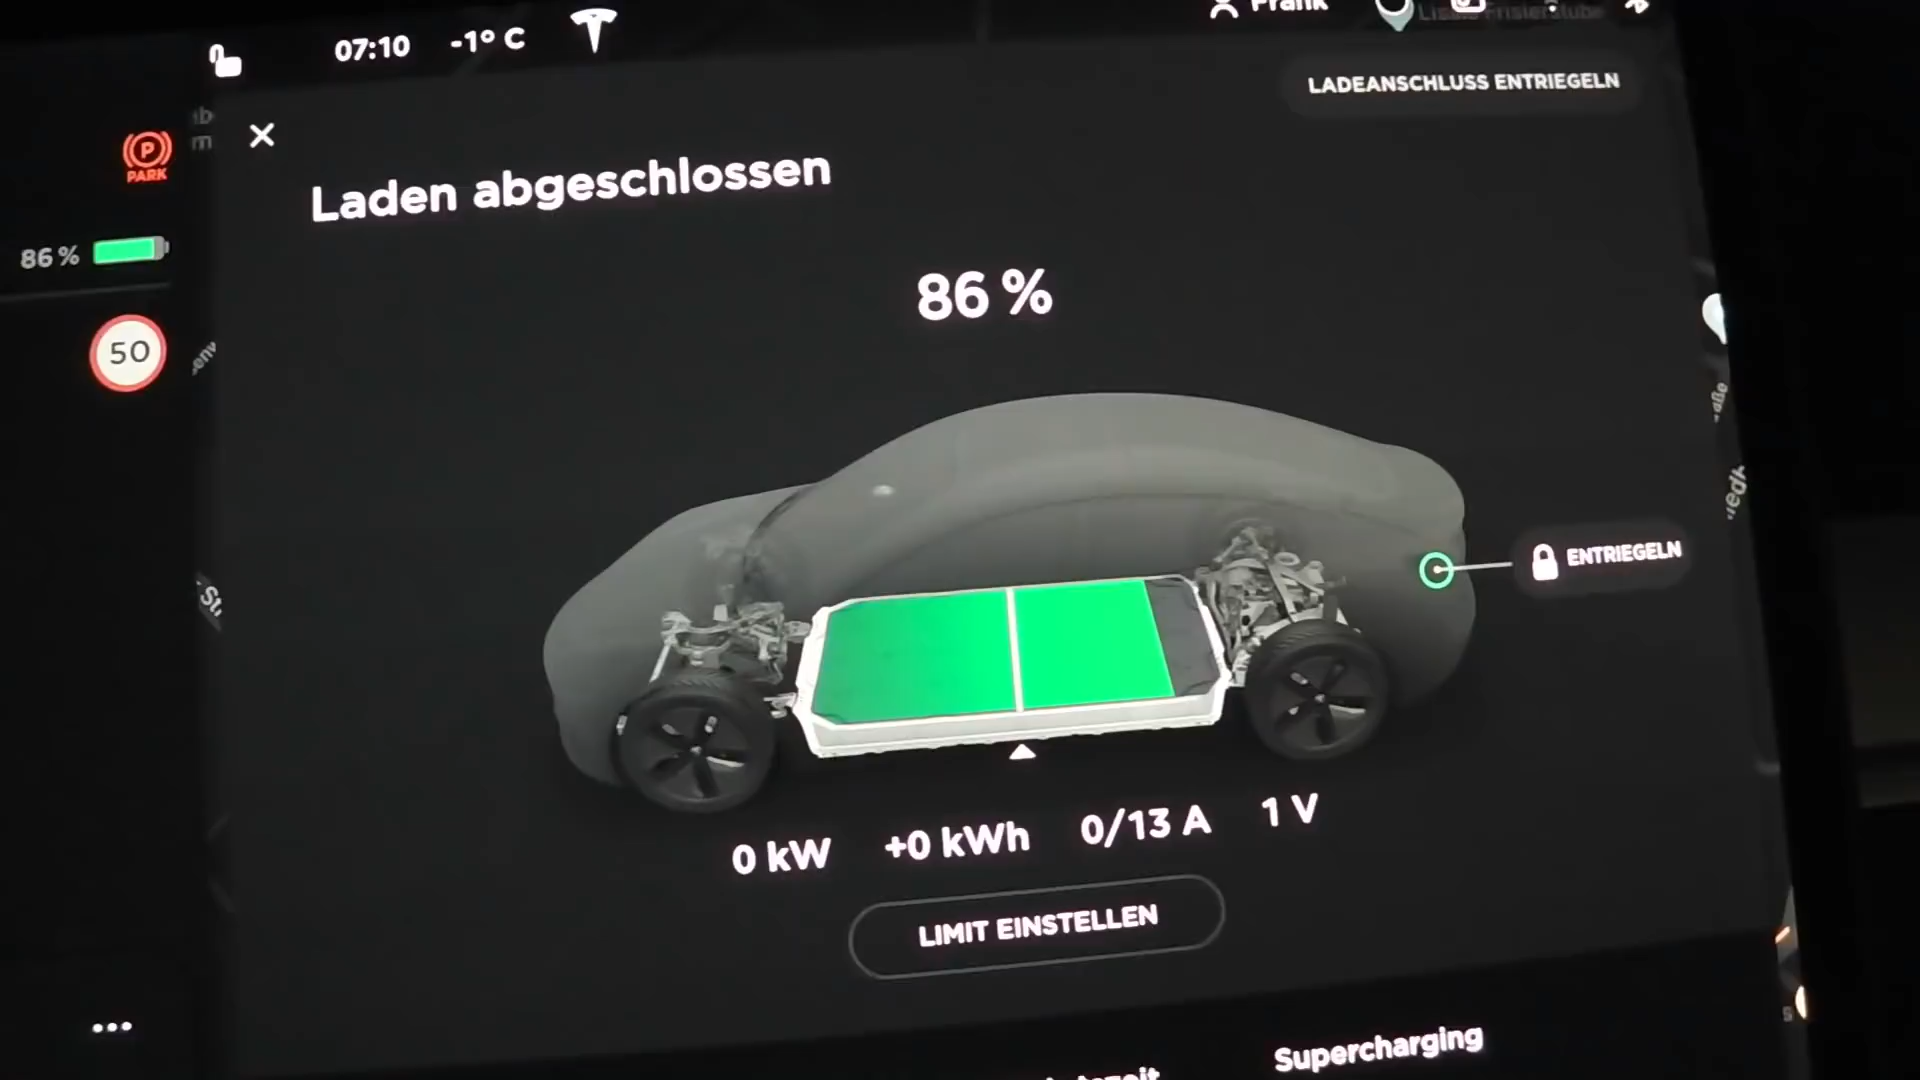 07:10 -1° C
Frank
LADEANSCHLUSS ENTRIEGELN
PARK
Laden abgeschlossen
86 %
86 %
50
ENTRIEGELN
0 kW +0 kWh 0/13 A 1 V
LIMIT EINSTELLEN
Supercharging